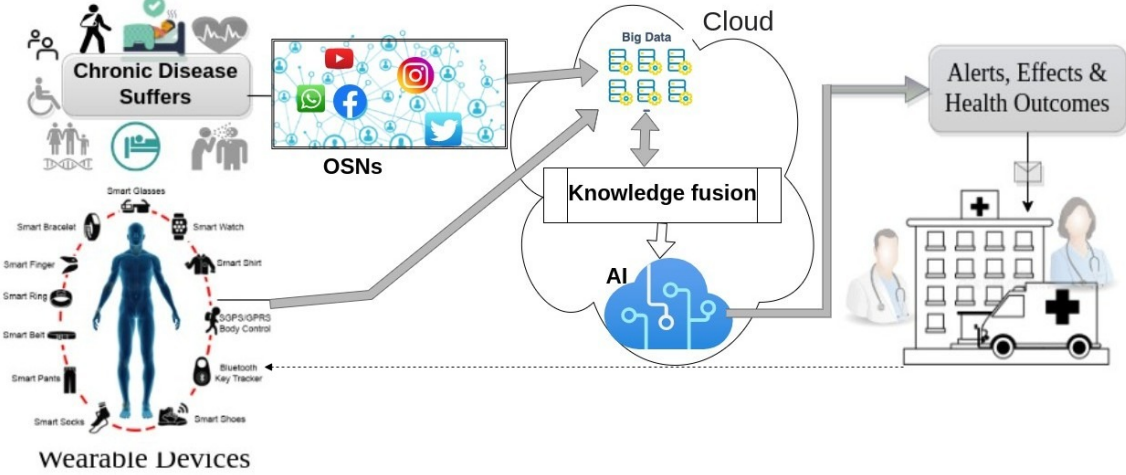 Cloud
Big Data
Chronic Disease
Suffers
Alerts, Effects &
Health Outcomes
OSNs
Knowledge fusion
AI
Smart Glasses
Smart Bracelet
Smart Watch
Smart Finger
Smart Shirt
Smart Ring
SGPS/GPRS
Body Control
Smart Belt
Smart Pants
Bluetooth
Key Tracker
Smart Socks
Smart Shoes
Wearable Devices